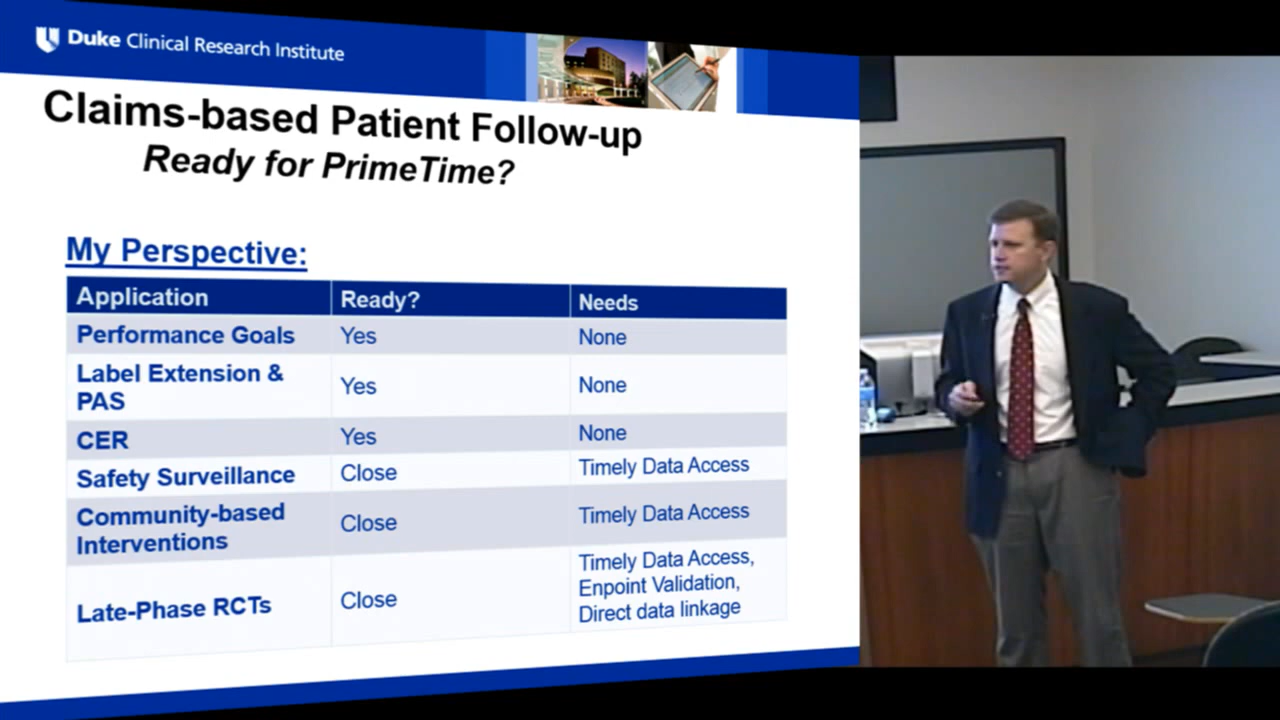 Duke Clinical Research Institute
Claims-based Patient Follow-up
Ready for PrimeTime?
My Perspective:
Application Ready? Needs
Performance Goals Yes None
Label Extension &
PAS Yes None
CER Yes None
Safety Surveillance Close Timely Data Access
Community-based
Interventions Close Timely Data Access
Late-Phase RCTs Close Timely Data Access,
Enpoint Validation,
Direct data linkage